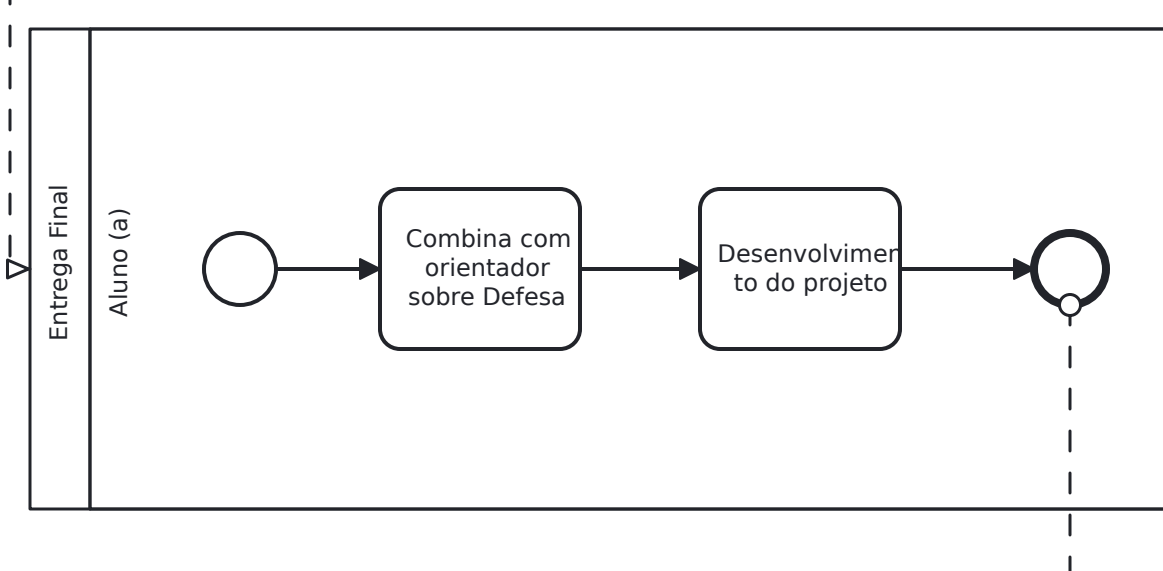 Entrega Final
Aluno (a)
Combina com
orientador
sobre Defesa
Desenvolvimen
to do projeto